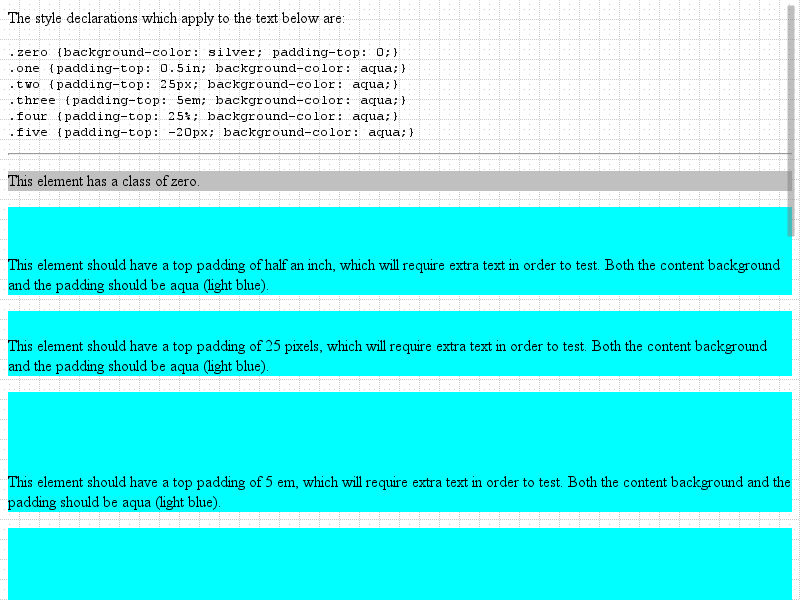 The style declarations which apply to the text below are:
.zero {background-color: silver; padding-top: 0;}
.one {padding-top: 0.5in; background-color: aqua;}
.two {padding-top: 25px; background-color: aqua;}
.three {padding-top: 5em; background-color: aqua;}
.four {padding-top: 25%; background-color: aqua;}
.five {padding-top: -20px; background-color: aqua;}
This element has a class of zero.
This element should have a top padding of half an inch, which will require extra text in order to test. Both the content background
and the padding should be aqua (light blue).
This element should have a top padding of 25 pixels, which will require extra text in order to test. Both the content background
and the padding should be aqua (light blue).
This element should have a top padding of 5 em, which will require extra text in order to test. Both the content background and the
padding should be aqua (light blue).